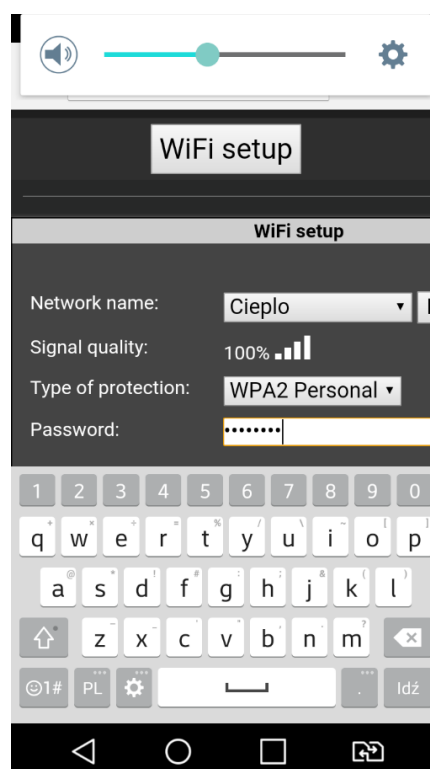 WiFi setup
WiFi setup
Network name: Cieplo
Signal quality: 100%
Type of protection: WPA2 Personal
Password: ••••••••
1 2 3 4 5 6 7 8 9 0
q w e r t y u i o p
a s d f g h j k l
z x c v b n m
1# PL . Idź